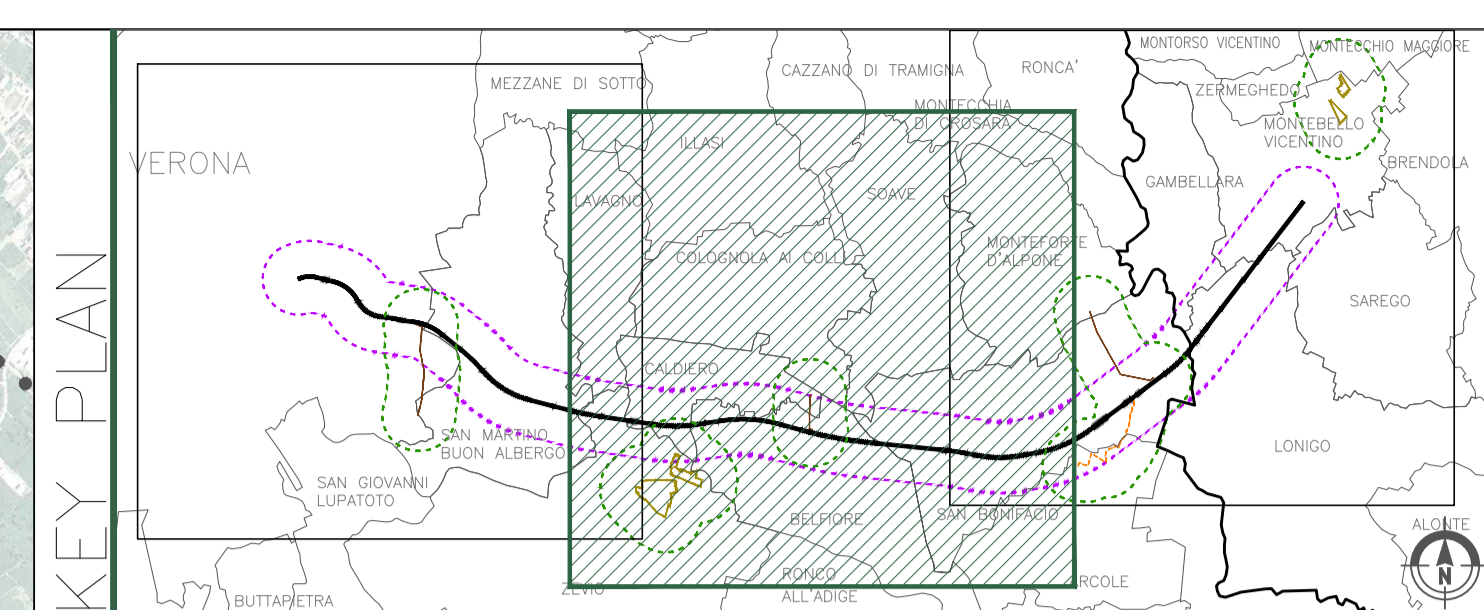 KEY PLAN
MONTORSO VICENTINO
MONTECCHIO MAGGIORE
MEZZANE DI SOTTO
CAZZANO DI TRAMIGNA
RONCA'
ZERMEGHEDO
MONTECCHIA
DI CROSARA
MONTEBELLO
VICENTINO
ILLASI
VERONA
BRENDOLA
GAMBELLARA
LAVAGNO
SOAVE
MONTEFORTE
D'ALPONE
COLOGNOLA AI COLLI
SAREGO
CALDIERO
SAN MARTINO
BUON ALBERGO
LONIGO
SAN GIOVANNI
LUPATOTO
BELFIORE
SAN BONIFACIO
ALONTE
N
RONCO
ALL'ADIGE
RCOLE
ZEVIO
BUTTAPIETRA